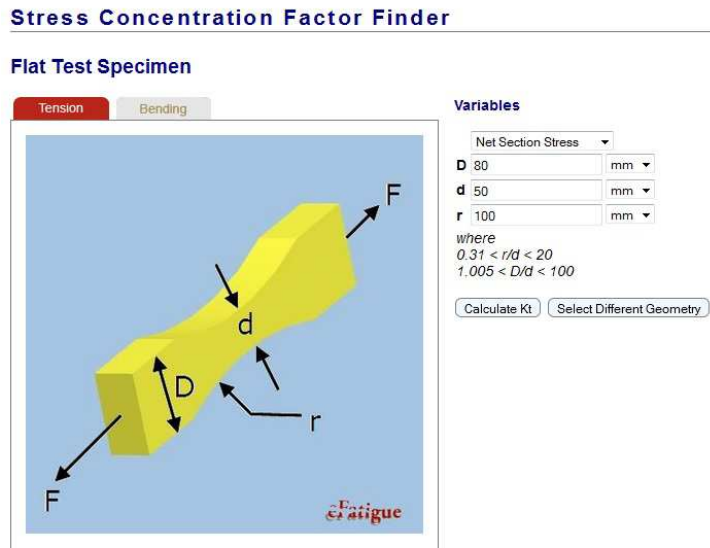 Stress Concentration Factor Finder
Flat Test Specimen
Tension
Bending
F
d
D
r
F
eFatigue
Variables
Net Section Stress
D 80 mm
d 50 mm
r 100 mm
where
0.31 < r/d < 20
1.005 < D/d < 100
Calculate Kt Select Different Geometry